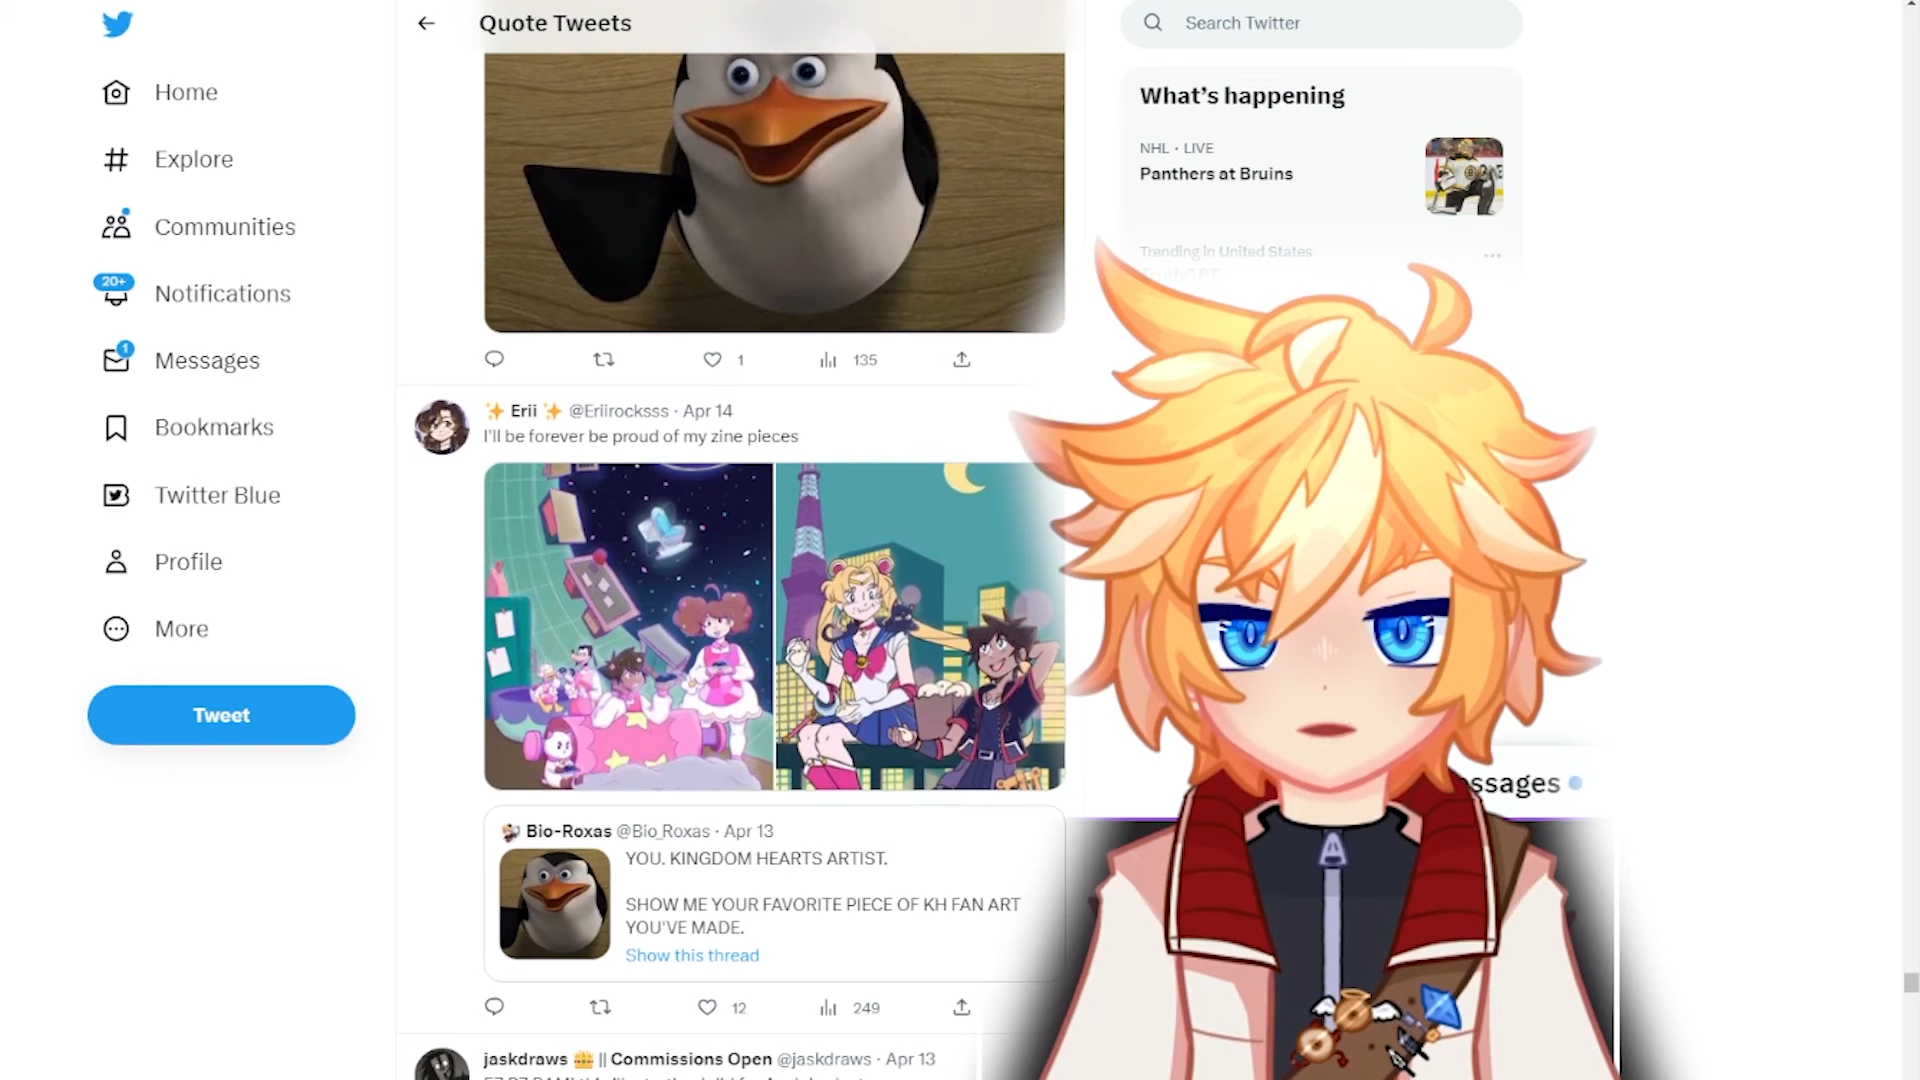 Home
Explore
Communities
20+
Notifications
1
Messages
Bookmarks
Twitter Blue
Profile
More
Tweet
Quote Tweets
1
135
✨ Erii ✨ @Eriirocksss · Apr 14
I'll be forever be proud of my zine pieces
Bio-Roxas @Bio_Roxas · Apr 13
YOU. KINGDOM HEARTS ARTIST.
SHOW ME YOUR FAVORITE PIECE OF KH FAN ART
YOU'VE MADE.
Show this thread
12
249
jaskdraws 👑 || Commissions Open @jaskdraws · Apr 13
Search Twitter
What's happening
NHL · LIVE
Panthers at Bruins
Trending in United States
TruthGPT
ssages